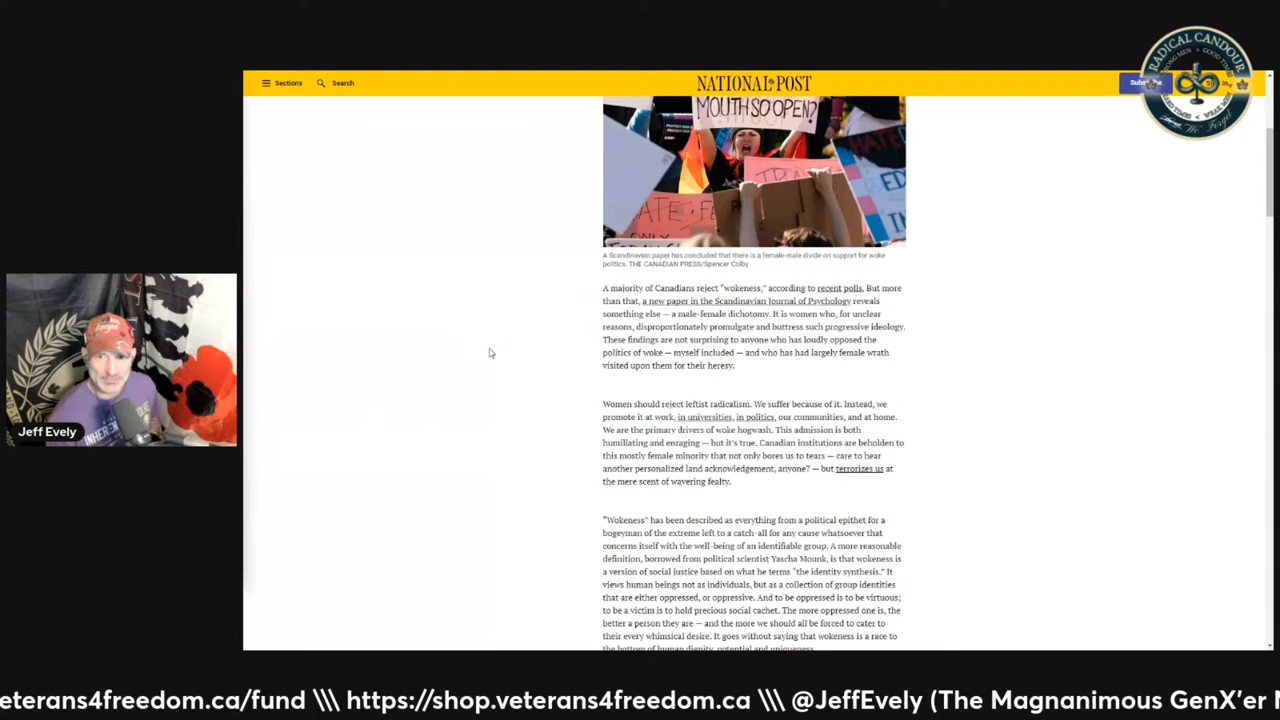 RADICAL CANDOUR
Sections
Search
NATIONAL POST
MOUTH SO OPEN?
A Scandinavian paper has concluded that there is a female-male divide on support for woke
politics. THE CANADIAN PRESS/Spencer Colby
A majority of Canadians reject "wokeness," according to recent polls. But more
than that, a new paper in the Scandinavian Journal of Psychology reveals
something else — a male-female dichotomy. It is women who, for unclear
reasons, disproportionately promulgate and buttress such progressive ideology.
These findings are not surprising to anyone who has loudly opposed the
politics of woke — myself included — and who has had largely female wrath
visited upon them for their heresy.
Women should reject leftist radicalism. We suffer because of it. Instead, we
promote it at work, in universities, in politics, our communities, and at home.
We are the primary drivers of woke hogwash. This admission is both
humiliating and enraging — but it's true. Canadian institutions are beholden to
this mostly female minority that not only bores us to tears — care to hear
another personalized land acknowledgement, anyone? — but terrorizes us at
the mere scent of wavering fealty.
"Wokeness" has been described as everything from a political epithet for a
bogeyman of the extreme left to a catch-all for any cause whatsoever that
concerns itself with the well-being of an identifiable group. A more reasonable
definition, borrowed from political scientist Yascha Mounk, is that wokeness is
a version of social justice based on what he terms "the identity synthesis." It
views human beings not as individuals, but as a collection of group identities
that are either oppressed, or oppressive. And to be oppressed is to be virtuous;
to be a victim is to hold precious social cachet. The more oppressed one is, the
better a person they are — and the more we should all be forced to cater to
their every whimsical desire. It goes without saying that wokeness is a race to
the bottom of human dignity, potential and uniqueness.
Jeff Evely
eterans4freedom.ca/fund \\\ https://shop.veterans4freedom.ca \\\ @JeffEvely (The Magnanimous GenX'er